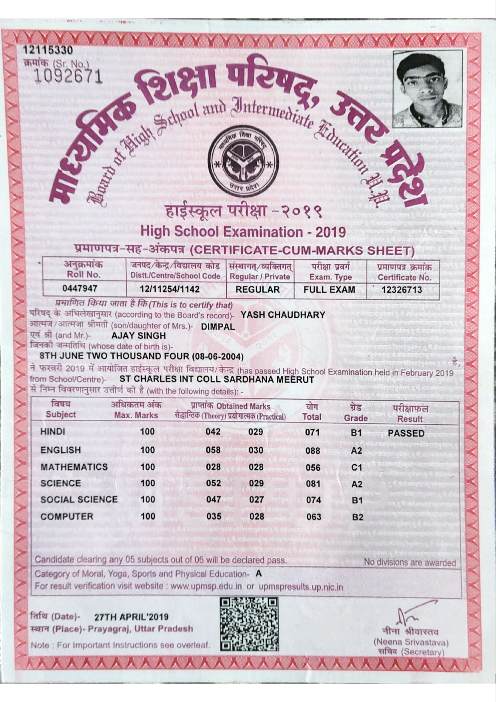 12115330
क्रमांक (Sr. No.)
1092671
माध्यमिक शिक्षा परिषद्, उत्तर प्रदेश
Board of High School and Intermediate Education U.P.
माध्यमिक शिक्षा परिषद्
उत्तर प्रदेश
हाईस्कूल परीक्षा -२०१९
High School Examination - 2019
प्रमाणपत्र-सह-अंकपत्र (CERTIFICATE-CUM-MARKS SHEET)
अनुक्रमांक जनपद/केन्द्र/विद्यालय कोड संस्थागत/व्यक्तिगत परीक्षा प्रवर्ग प्रमाणपत्र क्रमांक
Roll No. Distt./Centre/School Code Regular / Private Exam. Type Certificate No.
0447947 12/11254/1142 REGULAR FULL EXAM 12326713
प्रमाणित किया जाता है कि (This is to certify that)
परिषद् के अभिलेखानुसार (according to the Board's record)- YASH CHAUDHARY
आत्मज/आत्मजा श्रीमती (son/daughter of Mrs.)- DIMPAL
एवं श्री (and Mr.)- AJAY SINGH
जिनकी जन्मतिथि (whose date of birth is)-
8TH JUNE TWO THOUSAND FOUR (08-06-2004) है,
ने फरवरी 2019 में आयोजित हाईस्कूल परीक्षा विद्यालय/केन्द्र (has passed High School Examination held in February 2019
from School/Centre)- ST CHARLES INT COLL SARDHANA MEERUT
से निम्न विवरणानुसार उत्तीर्ण की है (with the following details):-
विषय अधिकतम अंक प्राप्तांक Obtained Marks योग ग्रेड परीक्षाफल
Subject Max. Marks सैद्धान्तिक (Theory) प्रयोगात्मक (Practical) Total Grade Result
HINDI 100 042 029 071 B1 PASSED
ENGLISH 100 058 030 088 A2
MATHEMATICS 100 028 028 056 C1
SCIENCE 100 052 029 081 A2
SOCIAL SCIENCE 100 047 027 074 B1
COMPUTER 100 035 028 063 B2
Candidate clearing any 05 subjects out of 05 will be declared pass. No divisions are awarded
Category of Moral, Yoga, Sports and Physical Education- A
For result verification visit website : www.upmsp.edu.in or upmspresults.up.nic.in
तिथि (Date)- 27TH APRIL'2019
स्थान (Place)- Prayagraj, Uttar Pradesh
Note : For Important Instructions see overleaf.
नीना श्रीवास्तव
(Neena Srivastava)
सचिव (Secretary)